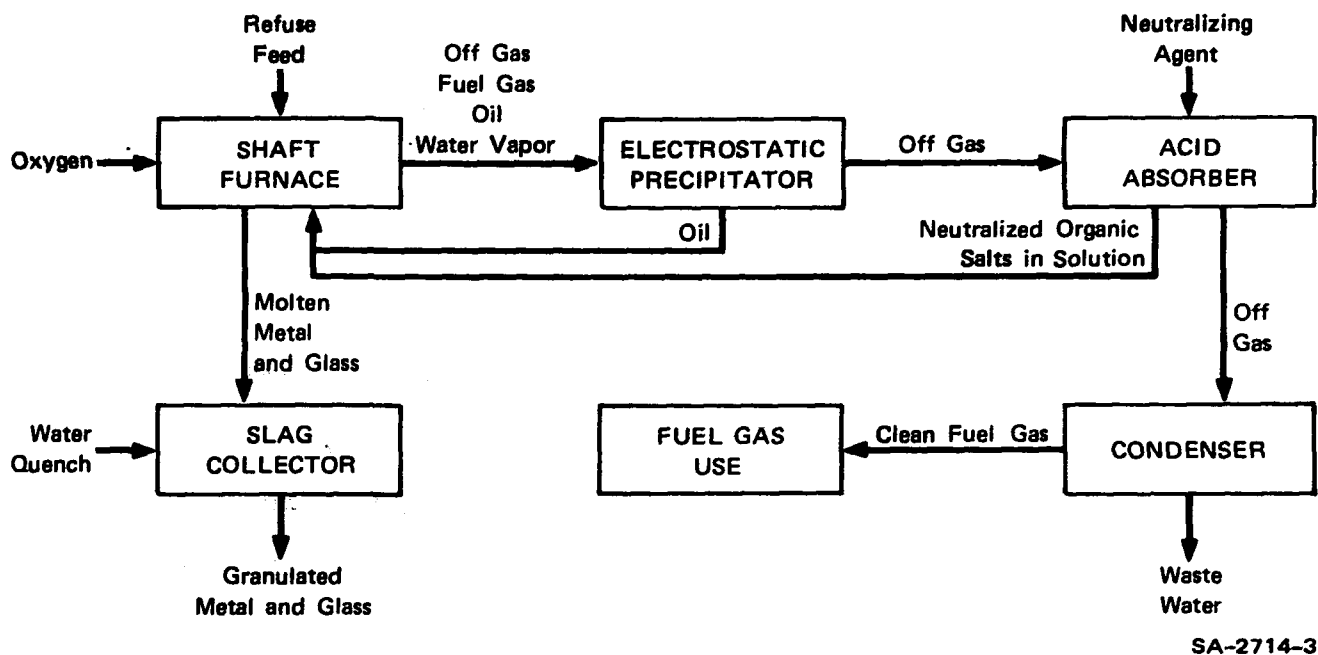 Refuse
Feed
Off Gas
Fuel Gas
Oil
Water Vapor
Neutralizing
Agent
Oxygen
SHAFT
FURNACE
ELECTROSTATIC
PRECIPITATOR
Off Gas
ACID
ABSORBER
Oil
Neutralized Organic
Salts in Solution
Molten
Metal
and Glass
Off
Gas
Water
Quench
SLAG
COLLECTOR
FUEL GAS
USE
Clean Fuel Gas
CONDENSER
Granulated
Metal and Glass
Waste
Water
SA-2714-3